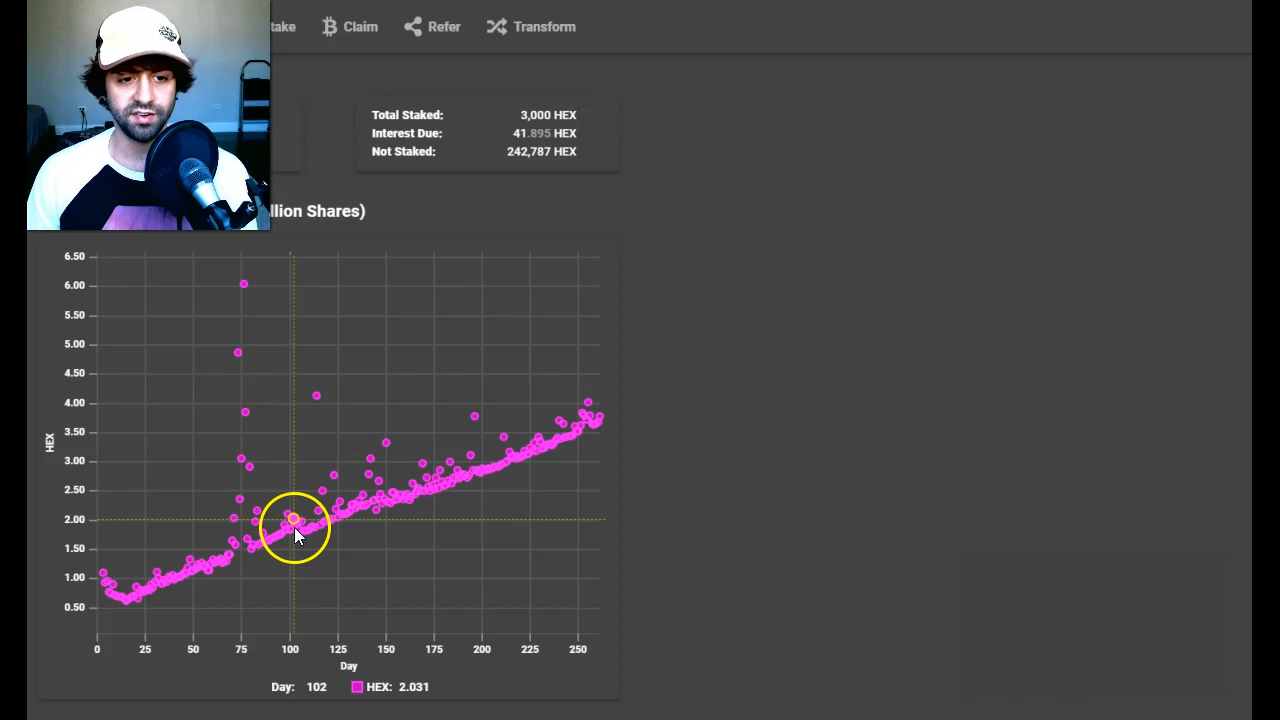 take Claim Refer Transform
Total Staked: 3,000 HEX
Interest Due: 41.895 HEX
Not Staked: 242,787 HEX
llion Shares)
6.50
6.00
5.50
5.00
4.50
4.00
3.50
3.00
2.50
2.00
1.50
1.00
0.50
HEX
0 25 50 75 100 125 150 175 200 225 250
Day
Day: 102 HEX: 2.031